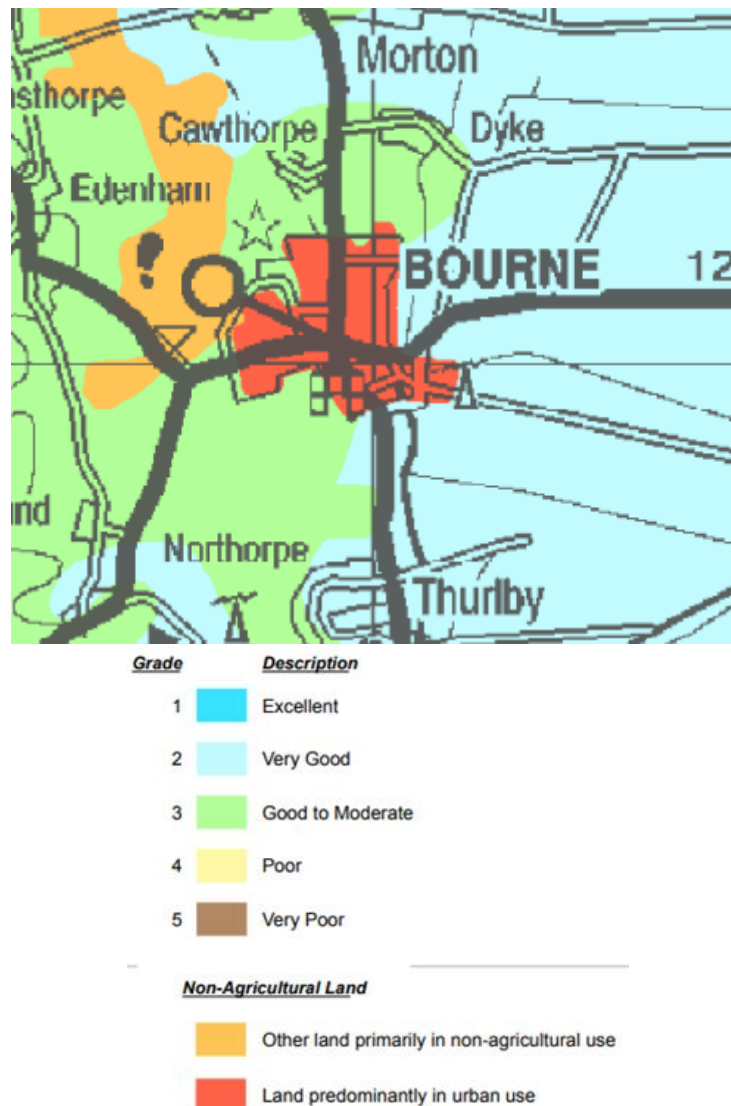 Morton
sthorpe
Cawthorpe
Dyke
Edenham
BOURNE
12
nd
Northorpe
Thurlby
Grade Description
1 Excellent
2 Very Good
3 Good to Moderate
4 Poor
5 Very Poor
Non-Agricultural Land
Other land primarily in non-agricultural use
Land predominantly in urban use